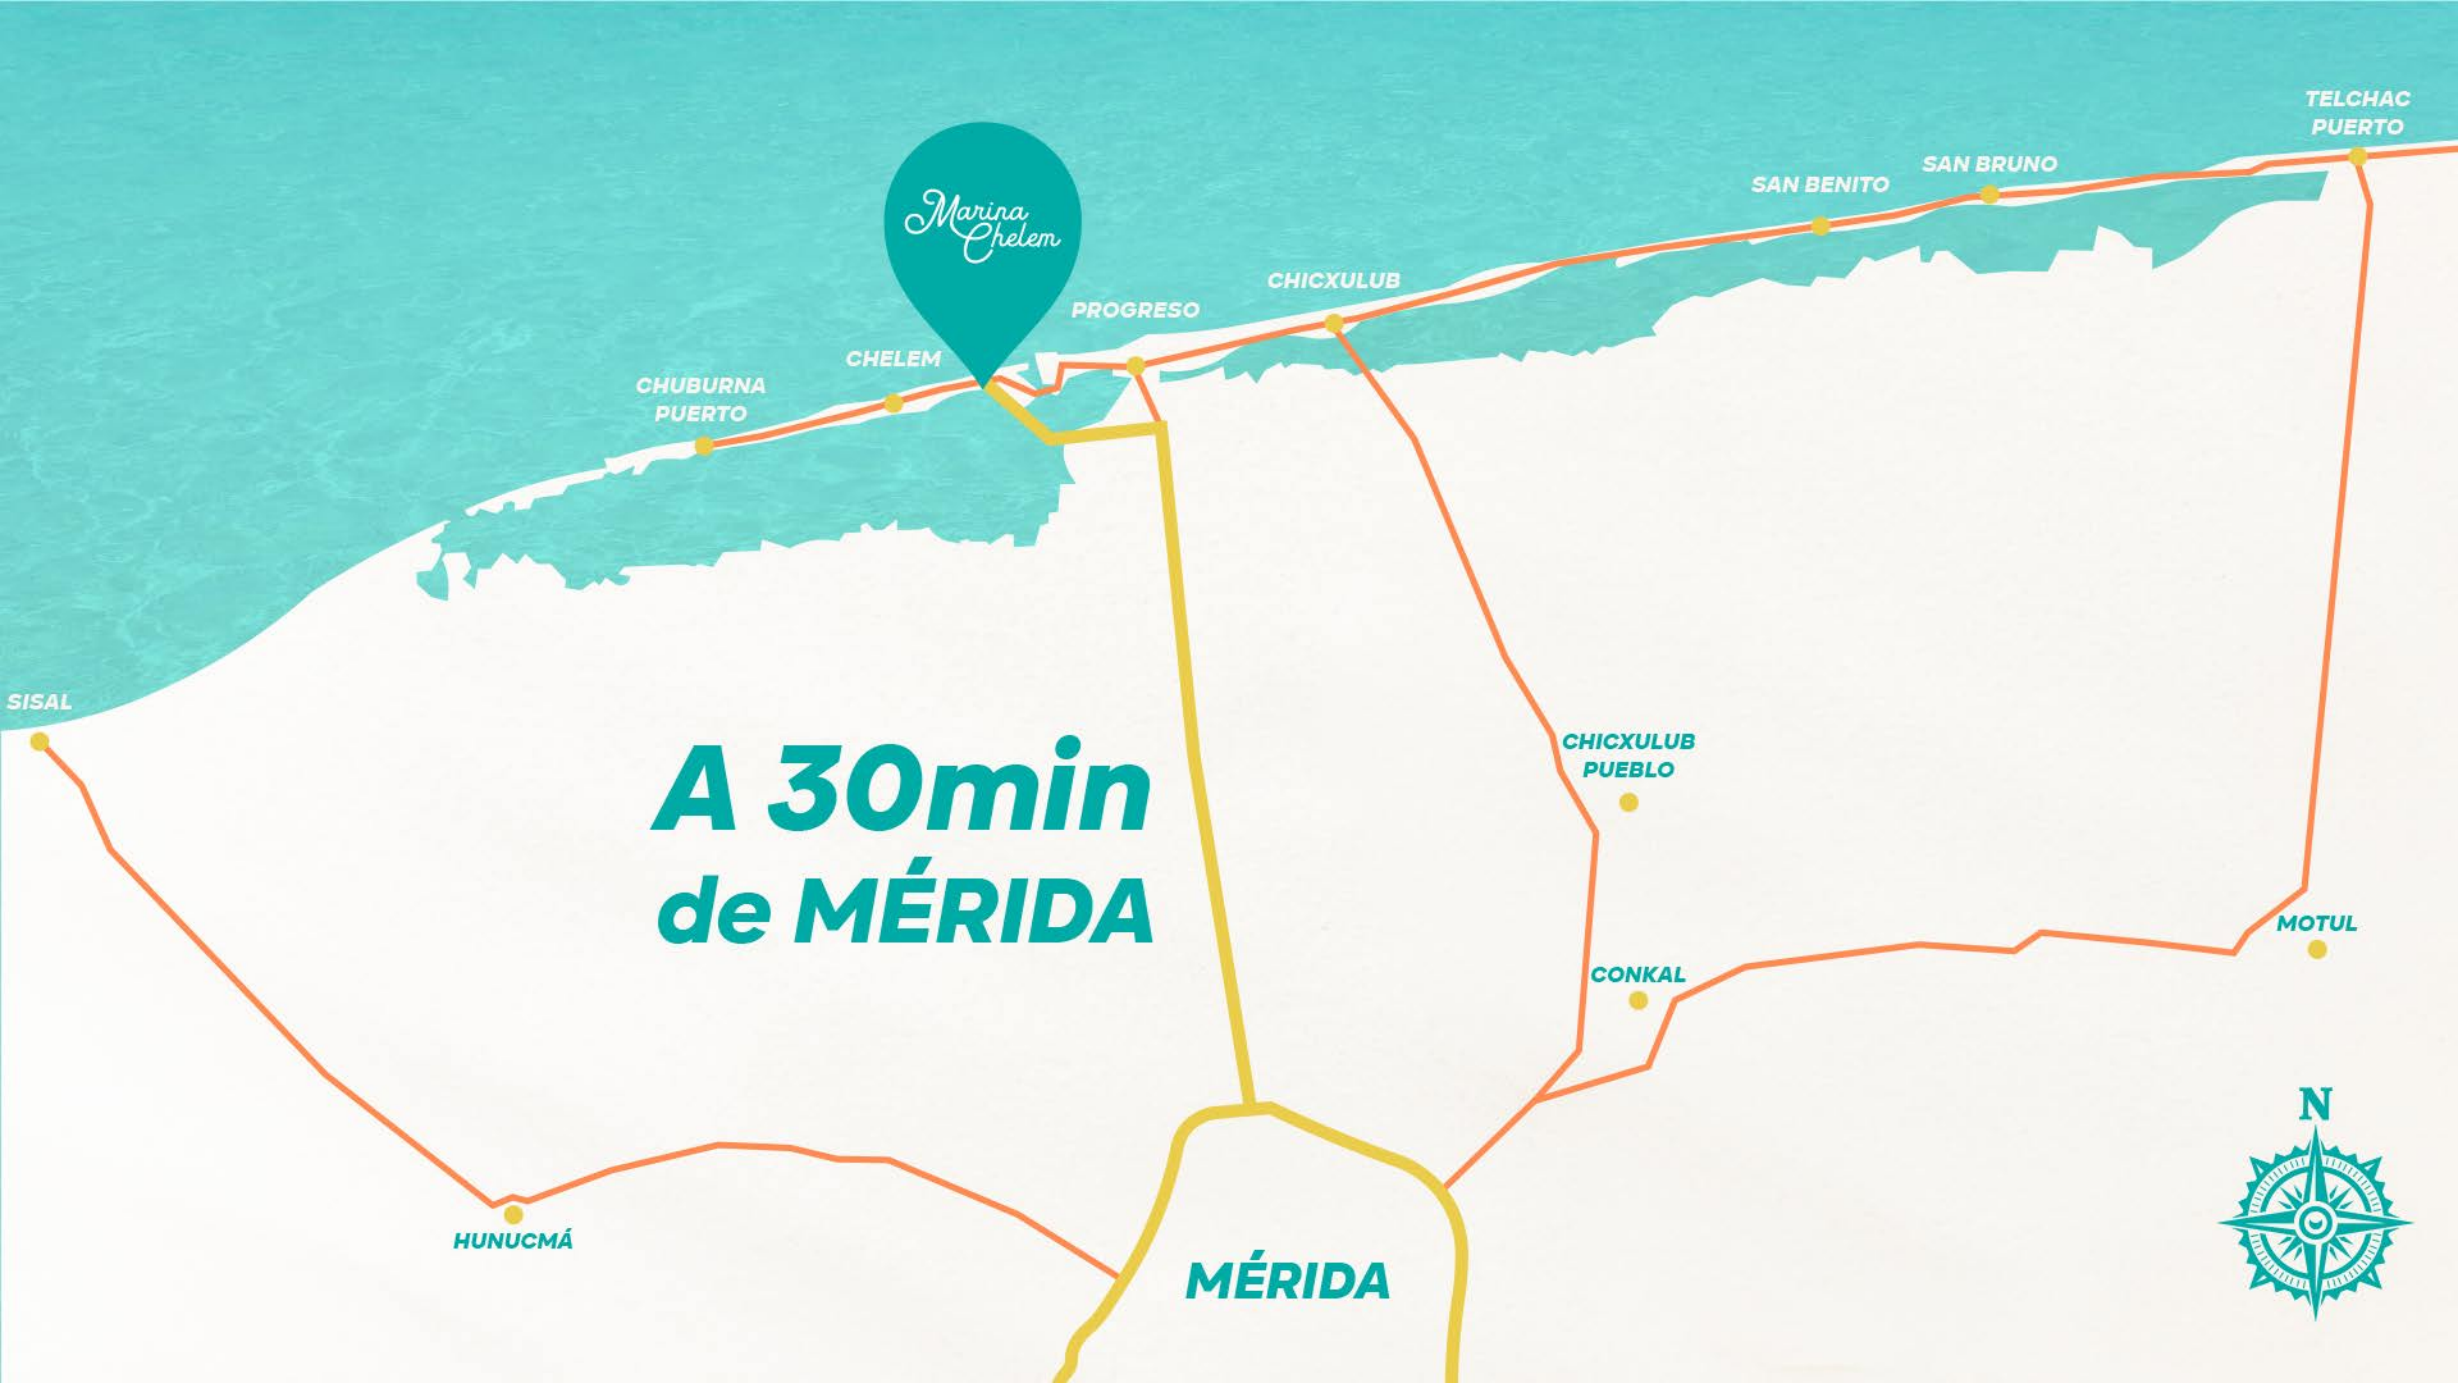 TELCHAC
PUERTO
SAN BRUNO
SAN BENITO
Marina
Chelem
CHICXULUB
PROGRESO
CHELEM
CHUBURNA
PUERTO
SISAL
A 30min
de MÉRIDA
CHICXULUB
PUEBLO
MOTUL
CONKAL
N
HUNUCMÁ
MÉRIDA